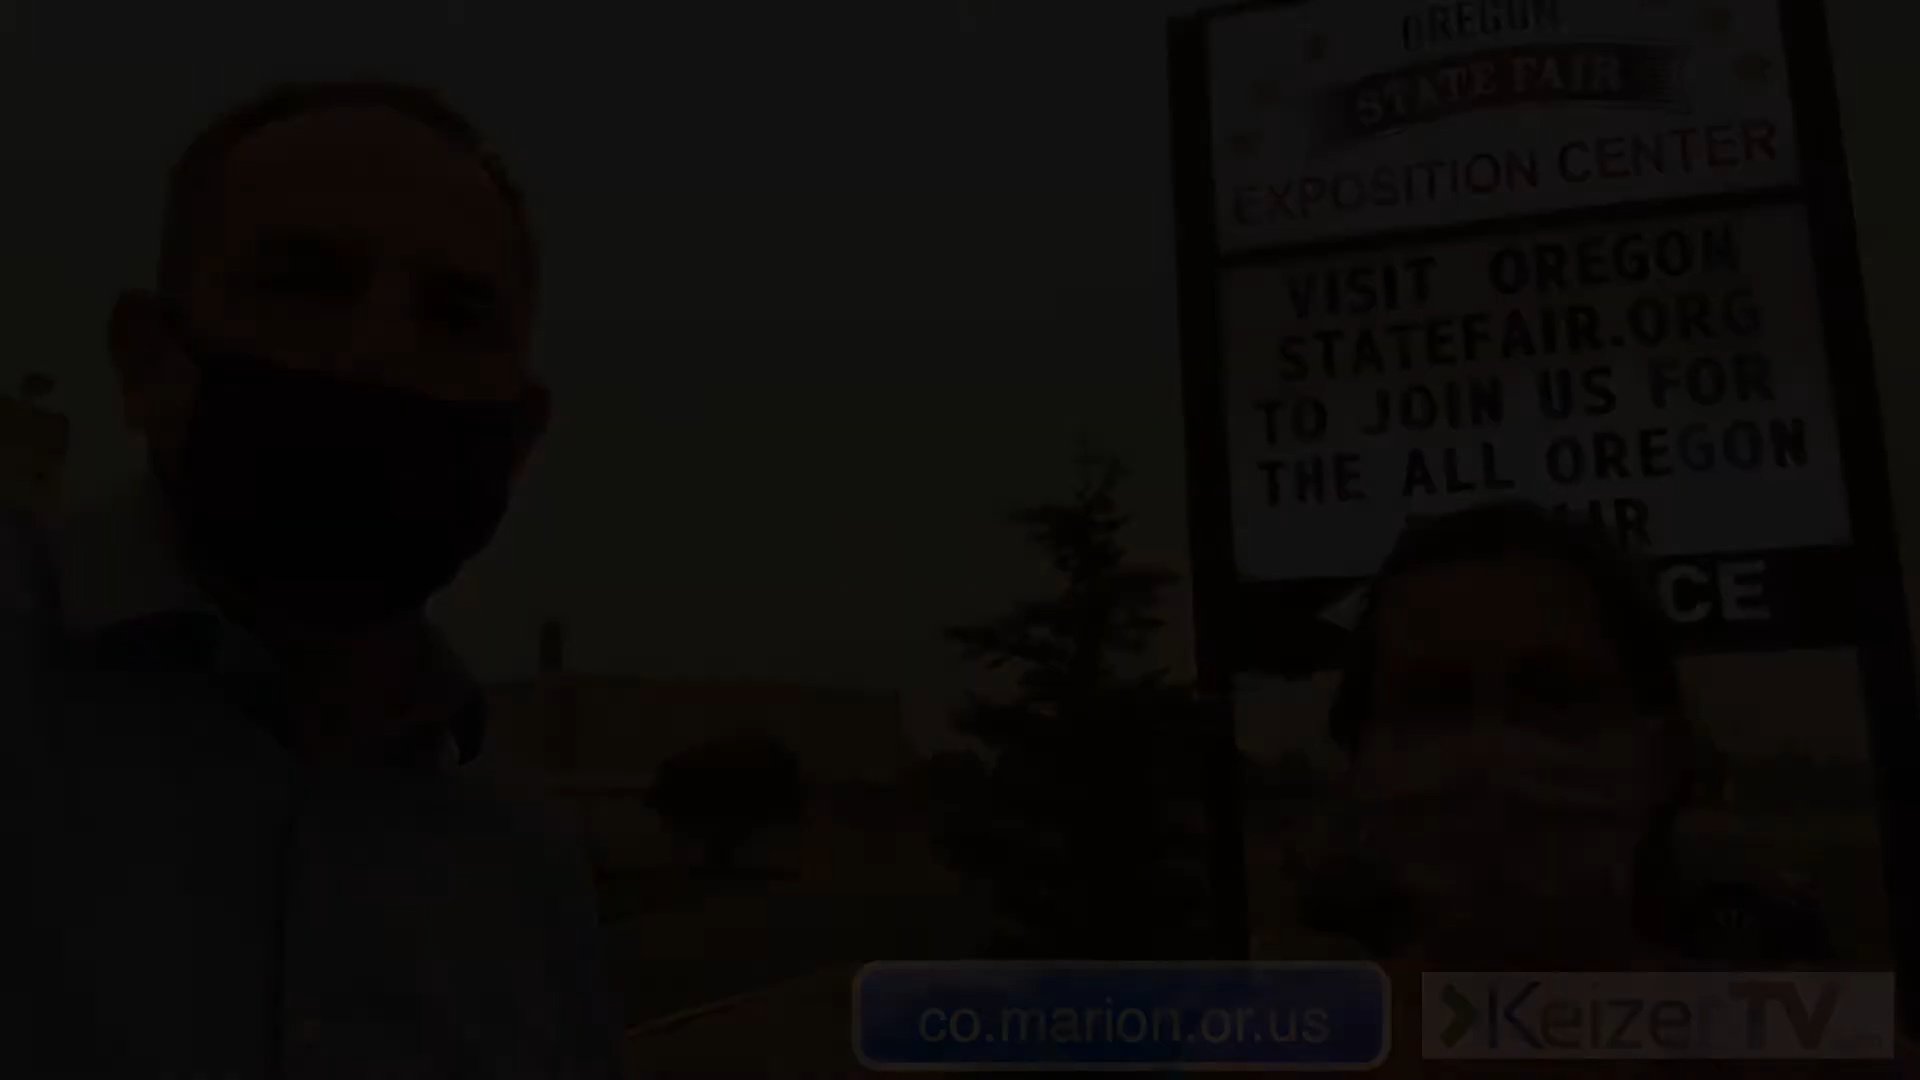 OREGON
STATE FAIR
EXPOSITION CENTER
VISIT OREGON
STATEFAIR.ORG
TO JOIN US FOR
THE ALL OREGON
AIR
CE
co.marion.or.us
KeizerTV